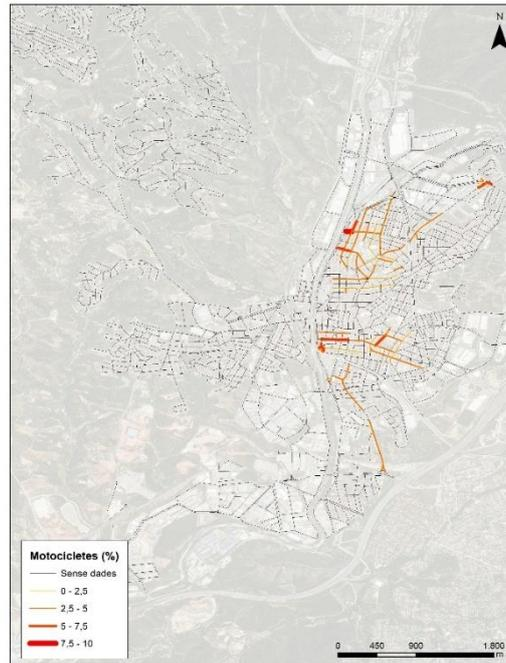 N
Motocicletes (%)
Sense dades
0 - 2,5
2,5 - 5
5 - 7,5
7,5 - 10
0 450 900 1.800
m